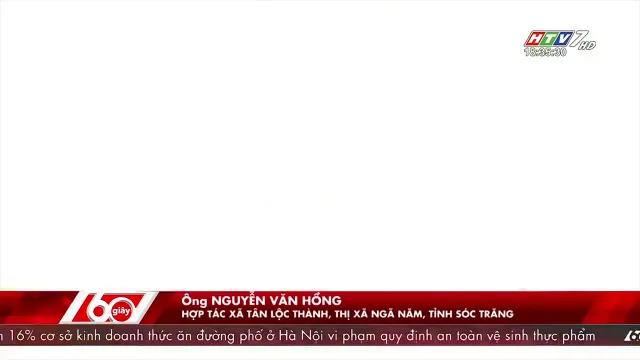 HTV7 HD
18:35:30
Ông NGUYỄN VĂN HỒNG
HỢP TÁC XÃ TÂN LỘC THÀNH, THỊ XÃ NGÃ NĂM, TỈNH SÓC TRĂNG
60 giây
16% cơ sở kinh doanh thức ăn đường phố ở Hà Nội vi phạm quy định an toàn vệ sinh thực phẩm